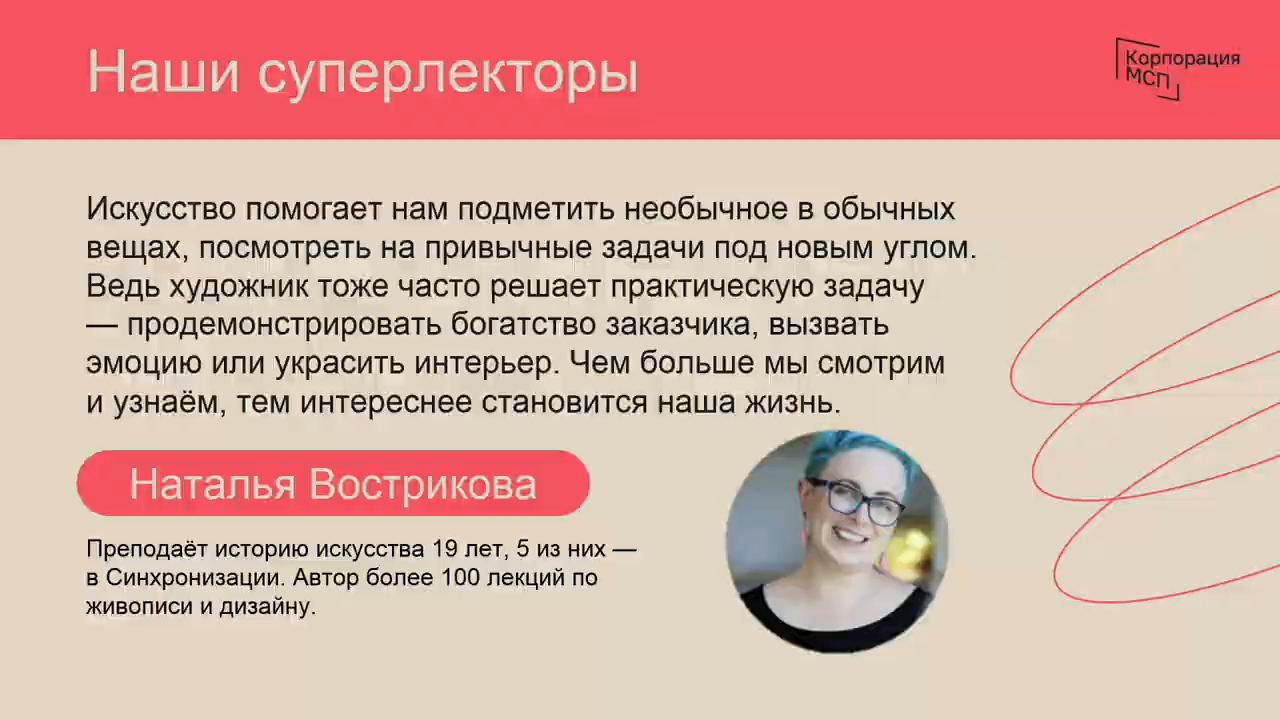 Наши суперлекторы
Корпорация
МСП
Искусство помогает нам подметить необычное в обычных
вещах, посмотреть на привычные задачи под новым углом.
Ведь художник тоже часто решает практическую задачу
— продемонстрировать богатство заказчика, вызвать
эмоцию или украсить интерьер. Чем больше мы смотрим
и узнаём, тем интереснее становится наша жизнь.
Наталья Вострикова
Преподаёт историю искусства 19 лет, 5 из них —
в Синхронизации. Автор более 100 лекций по
живописи и дизайну.